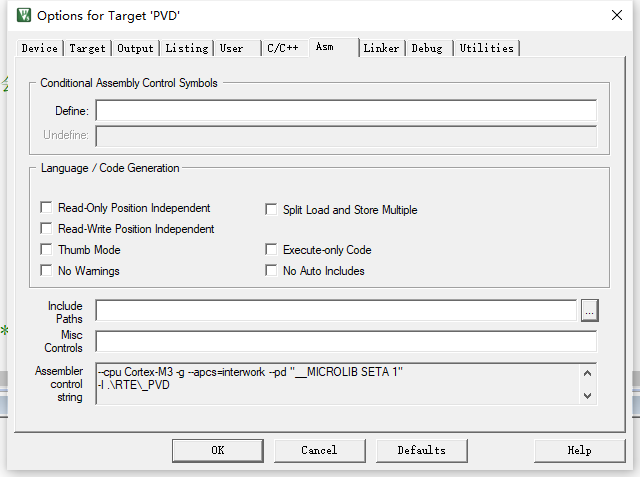 Options for Target 'PVD'
Device Target Output Listing User C/C++ Asm Linker Debug Utilities
Conditional Assembly Control Symbols
Define:
Undefine:
Language / Code Generation
Read-Only Position Independent
Split Load and Store Multiple
Read-Write Position Independent
Thumb Mode
Execute-only Code
No Warnings
No Auto Includes
Include
Paths
...
Misc
Controls
Assembler
control
string
--cpu Cortex-M3 -g --apcs=interwork --pd "__MICROLIB SETA 1"
-I .\RTE\_PVD
OK Cancel Defaults Help